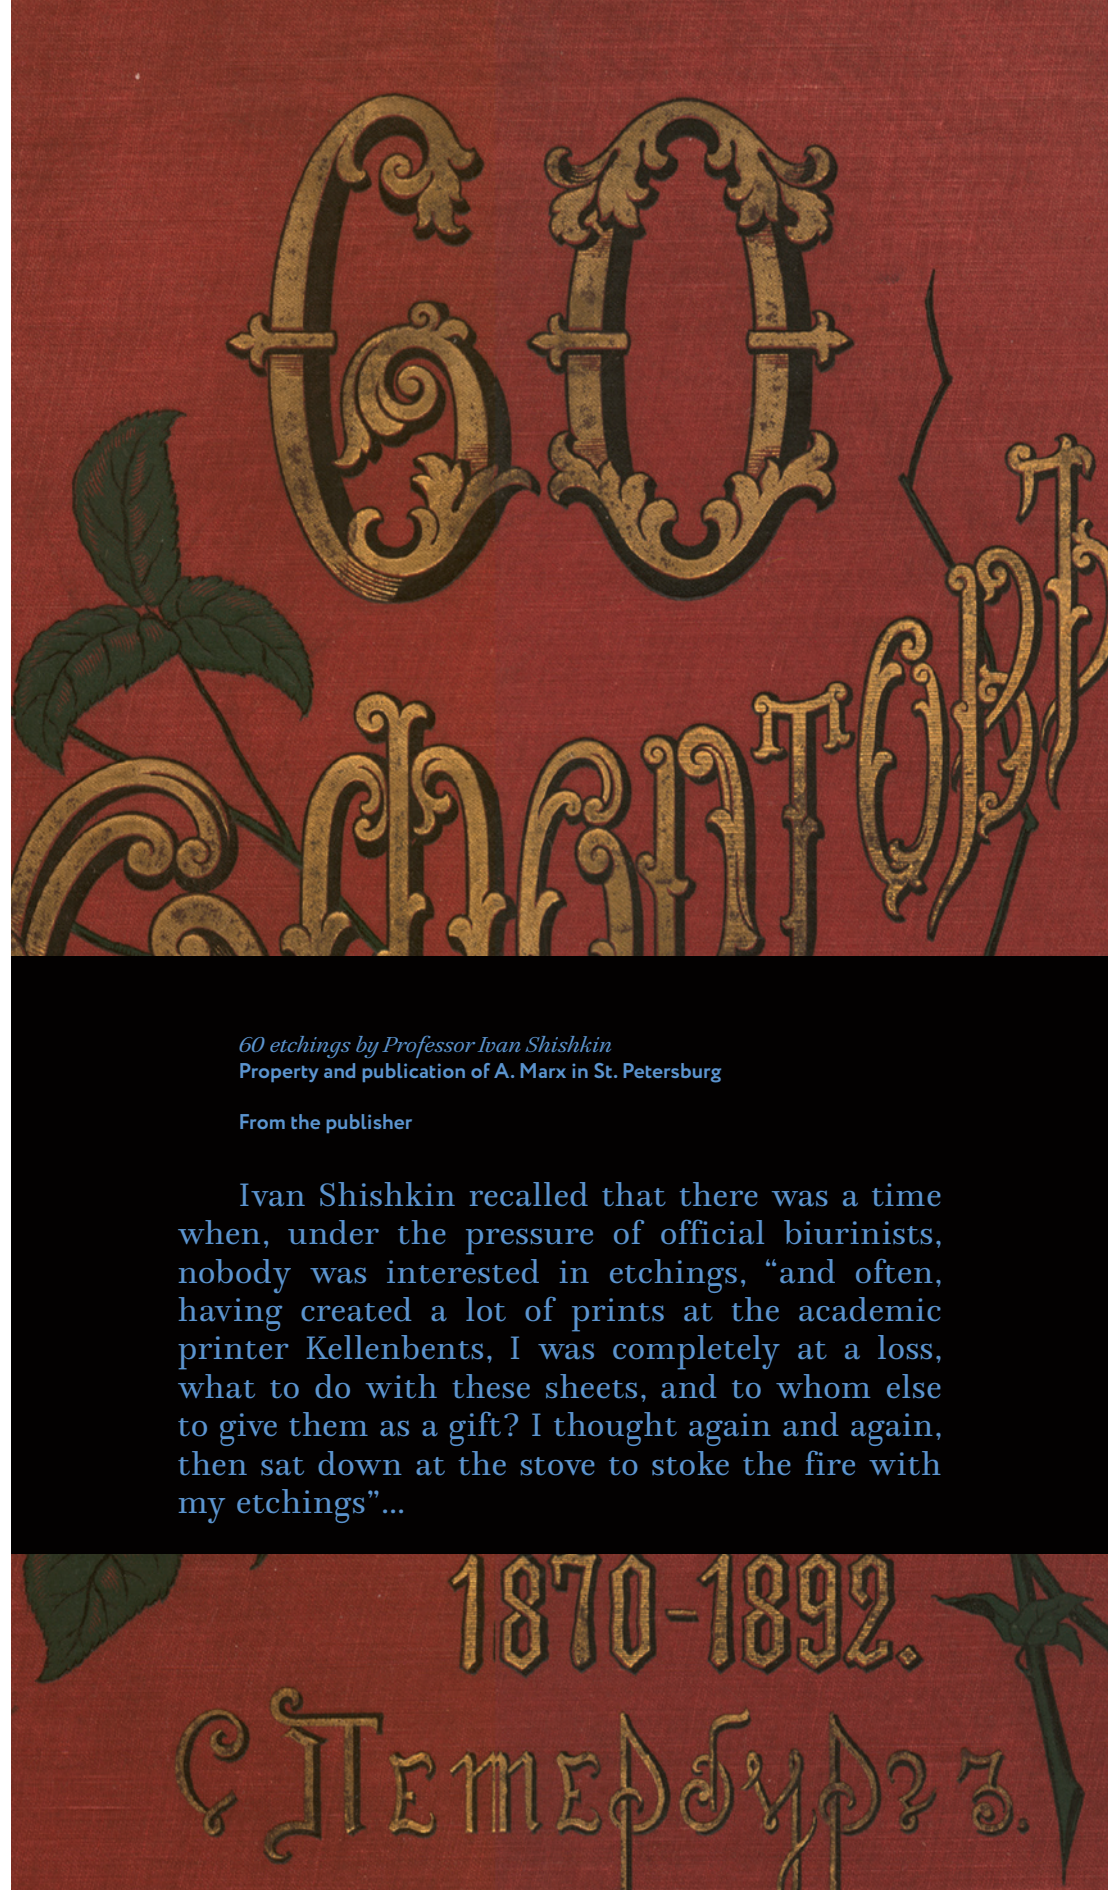 60
ОФОРТОВЪ
60 etchings by Professor Ivan Shishkin
Property and publication of A. Marx in St. Petersburg
From the publisher
Ivan Shishkin recalled that there was a time
when, under the pressure of official biurinists,
nobody was interested in etchings, “and often,
having created a lot of prints at the academic
printer Kellenbents, I was completely at a loss,
what to do with these sheets, and to whom else
to give them as a gift? I thought again and again,
then sat down at the stove to stoke the fire with
my etchings”...
1870-1892.
С Петербургъ.